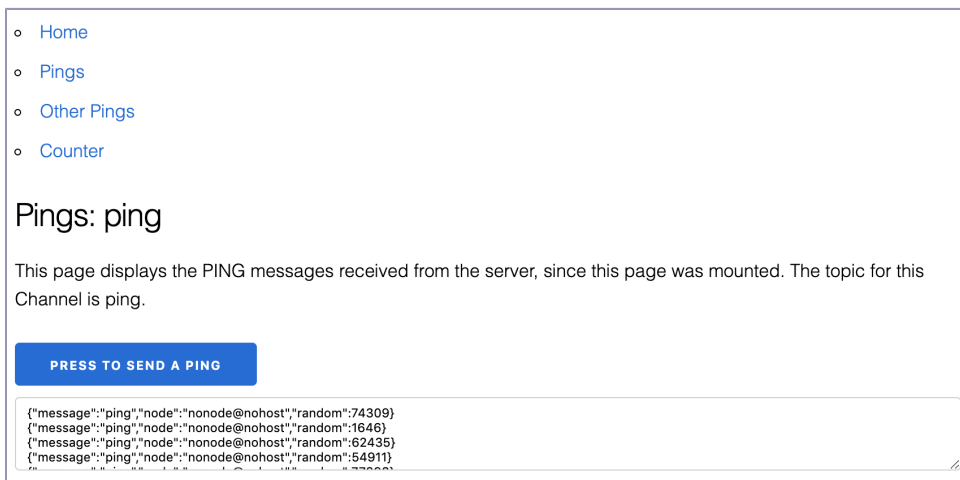 Home
Pings
Other Pings
Counter
Pings: ping
This page displays the PING messages received from the server, since this page was mounted. The topic for this
Channel is ping.
PRESS TO SEND A PING
{"message":"ping","node":"nonode@nohost","random":74309}
{"message":"ping","node":"nonode@nohost","random":1646}
{"message":"ping","node":"nonode@nohost","random":62435}
{"message":"ping","node":"nonode@nohost","random":54911}